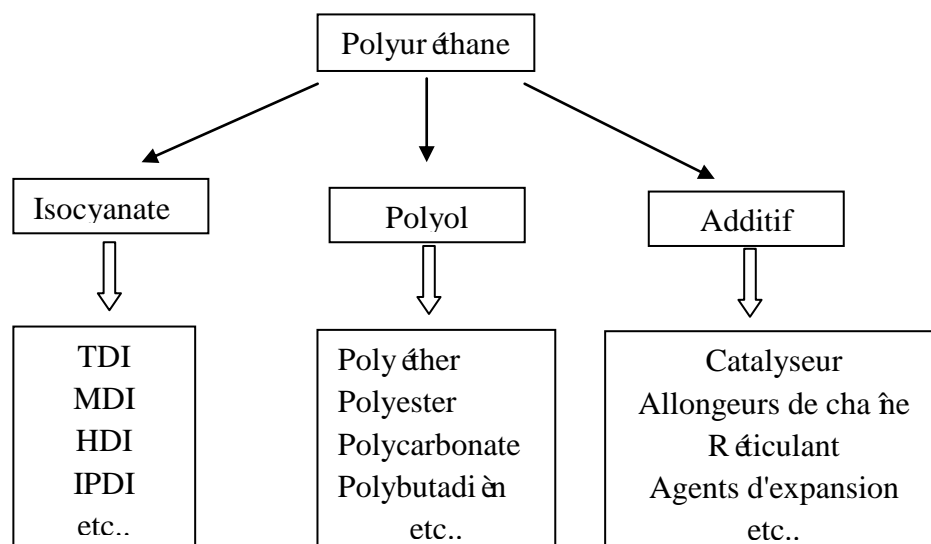 Polyuréthane
Isocyanate
Polyol
Additif
TDI
MDI
HDI
IPDI
etc..
Polyéther
Polyester
Polycarbonate
Polybutadièn
etc..
Catalyseur
Allongeurs de chaîne
Réticulant
Agents d'expansion
etc..